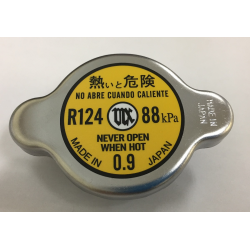 熱いと危険
NO ABRE CUANDO CALIENTE
R124 88kPa
NEVER OPEN
WHEN HOT
0.9
MADE IN JAPAN
MADE IN
JAPAN